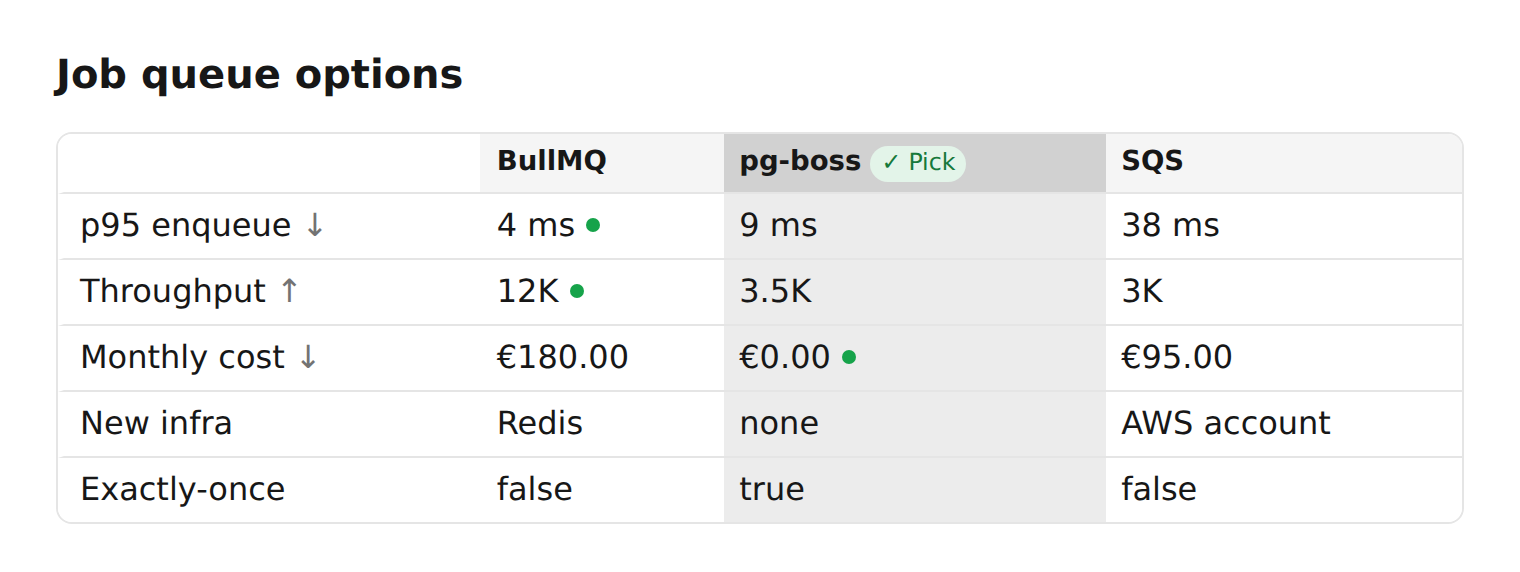 Job queue options
BullMQ pg-boss ✓ Pick SQS
p95 enqueue ↓ 4 ms 9 ms 38 ms
Throughput ↑ 12K 3.5K 3K
Monthly cost ↓ €180.00 €0.00 €95.00
New infra Redis none AWS account
Exactly-once false true false